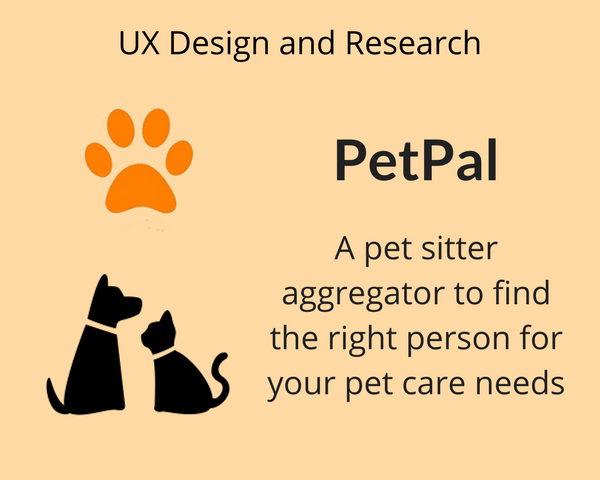 UX Design and Research
PetPal
A pet sitter
aggregator to find
the right person for
your pet care needs